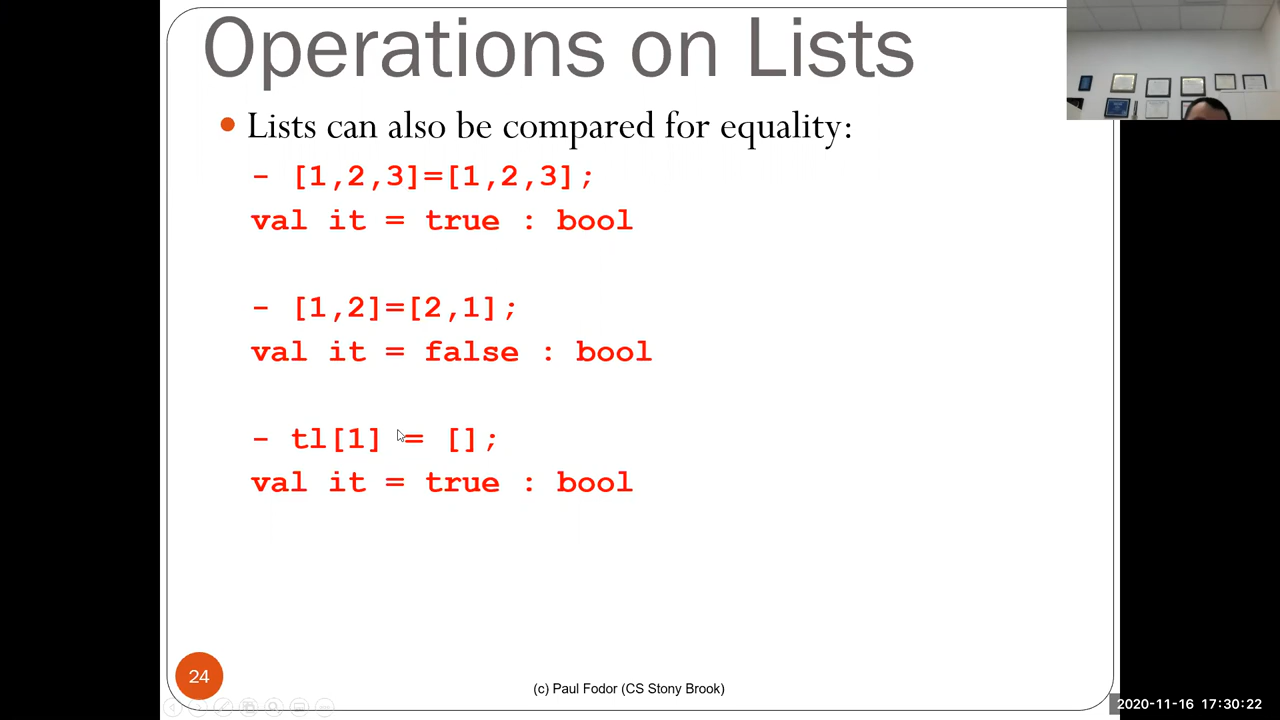 Operations on Lists
Lists can also be compared for equality:
- [1,2,3]=[1,2,3];
val it = true : bool
- [1,2]=[2,1];
val it = false : bool
- tl[1] = [];
val it = true : bool
24
(c) Paul Fodor (CS Stony Brook)
2020-11-16 17:30:22